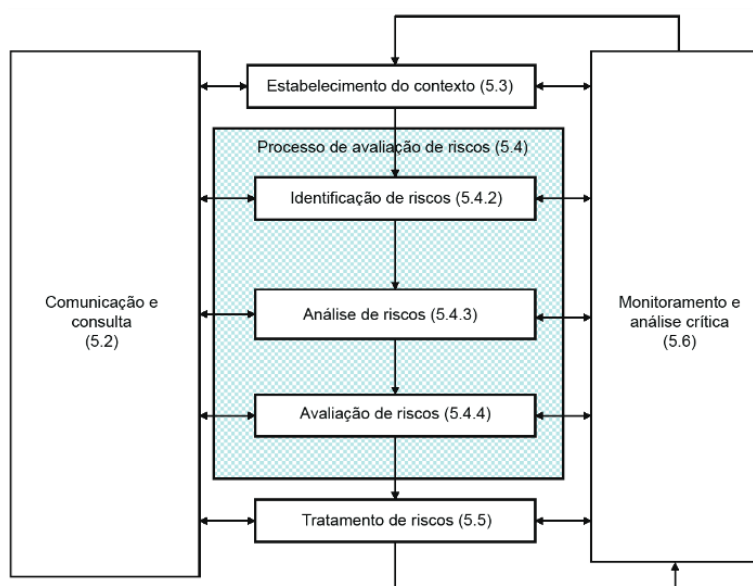 Estabelecimento do contexto (5.3)
Processo de avaliação de riscos (5.4)
Identificação de riscos (5.4.2)
Análise de riscos (5.4.3)
Avaliação de riscos (5.4.4)
Tratamento de riscos (5.5)
Comunicação e
consulta
(5.2)
Monitoramento e
análise crítica
(5.6)